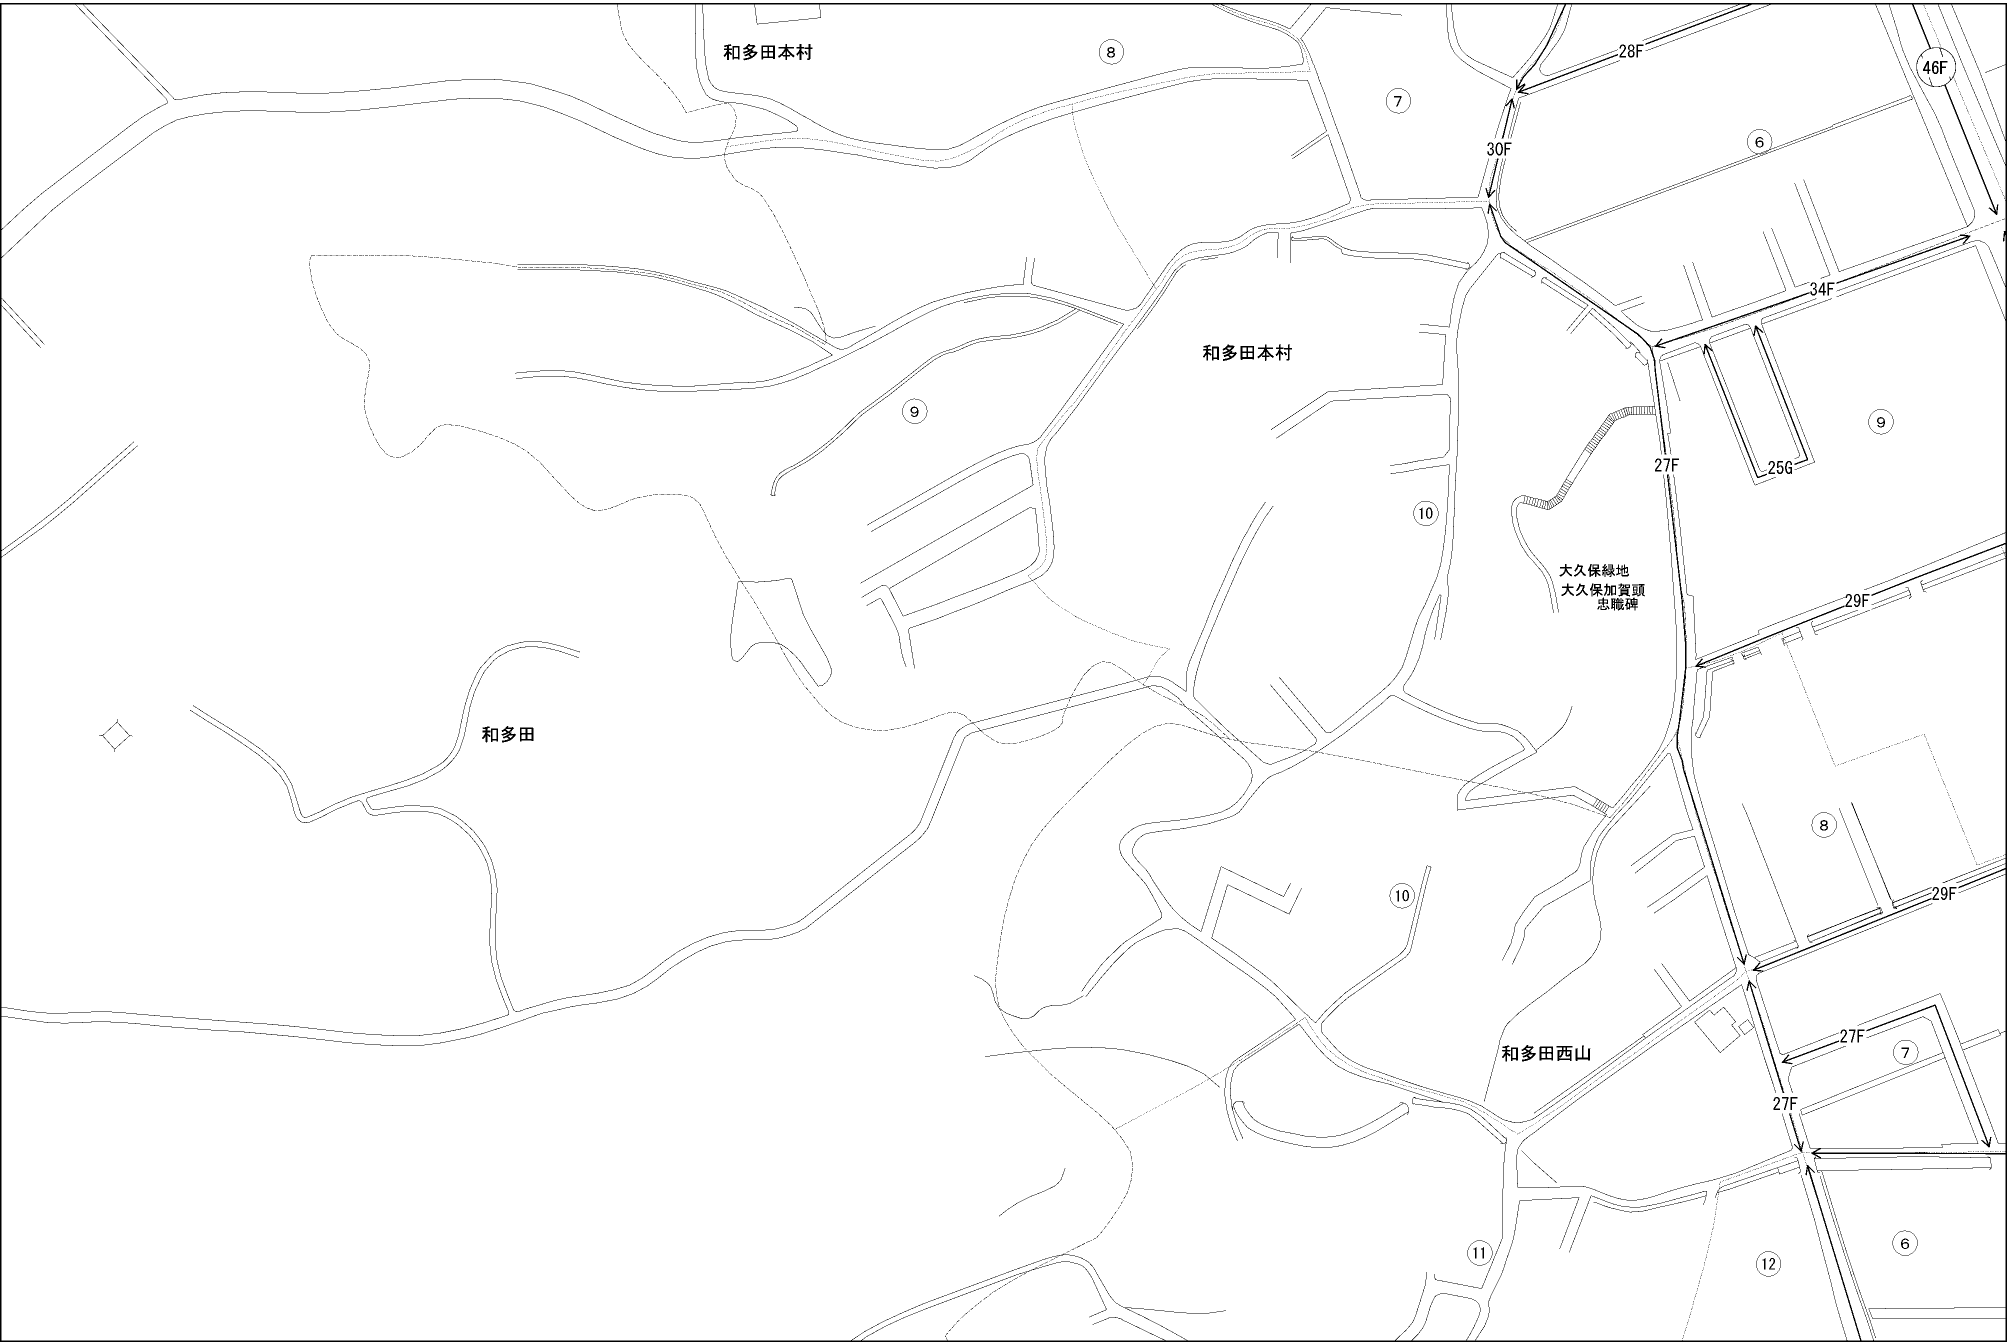 和多田本村
⑧
28F
46F
⑦
⑥
30F
34F
和多田本村
⑨
⑨
27F
25G
⑩
大久保緑地
大久保加賀頭
忠職碑
29F
和多田
⑧
⑩
29F
27F
和多田西山
⑦
27F
⑪
⑫
⑥